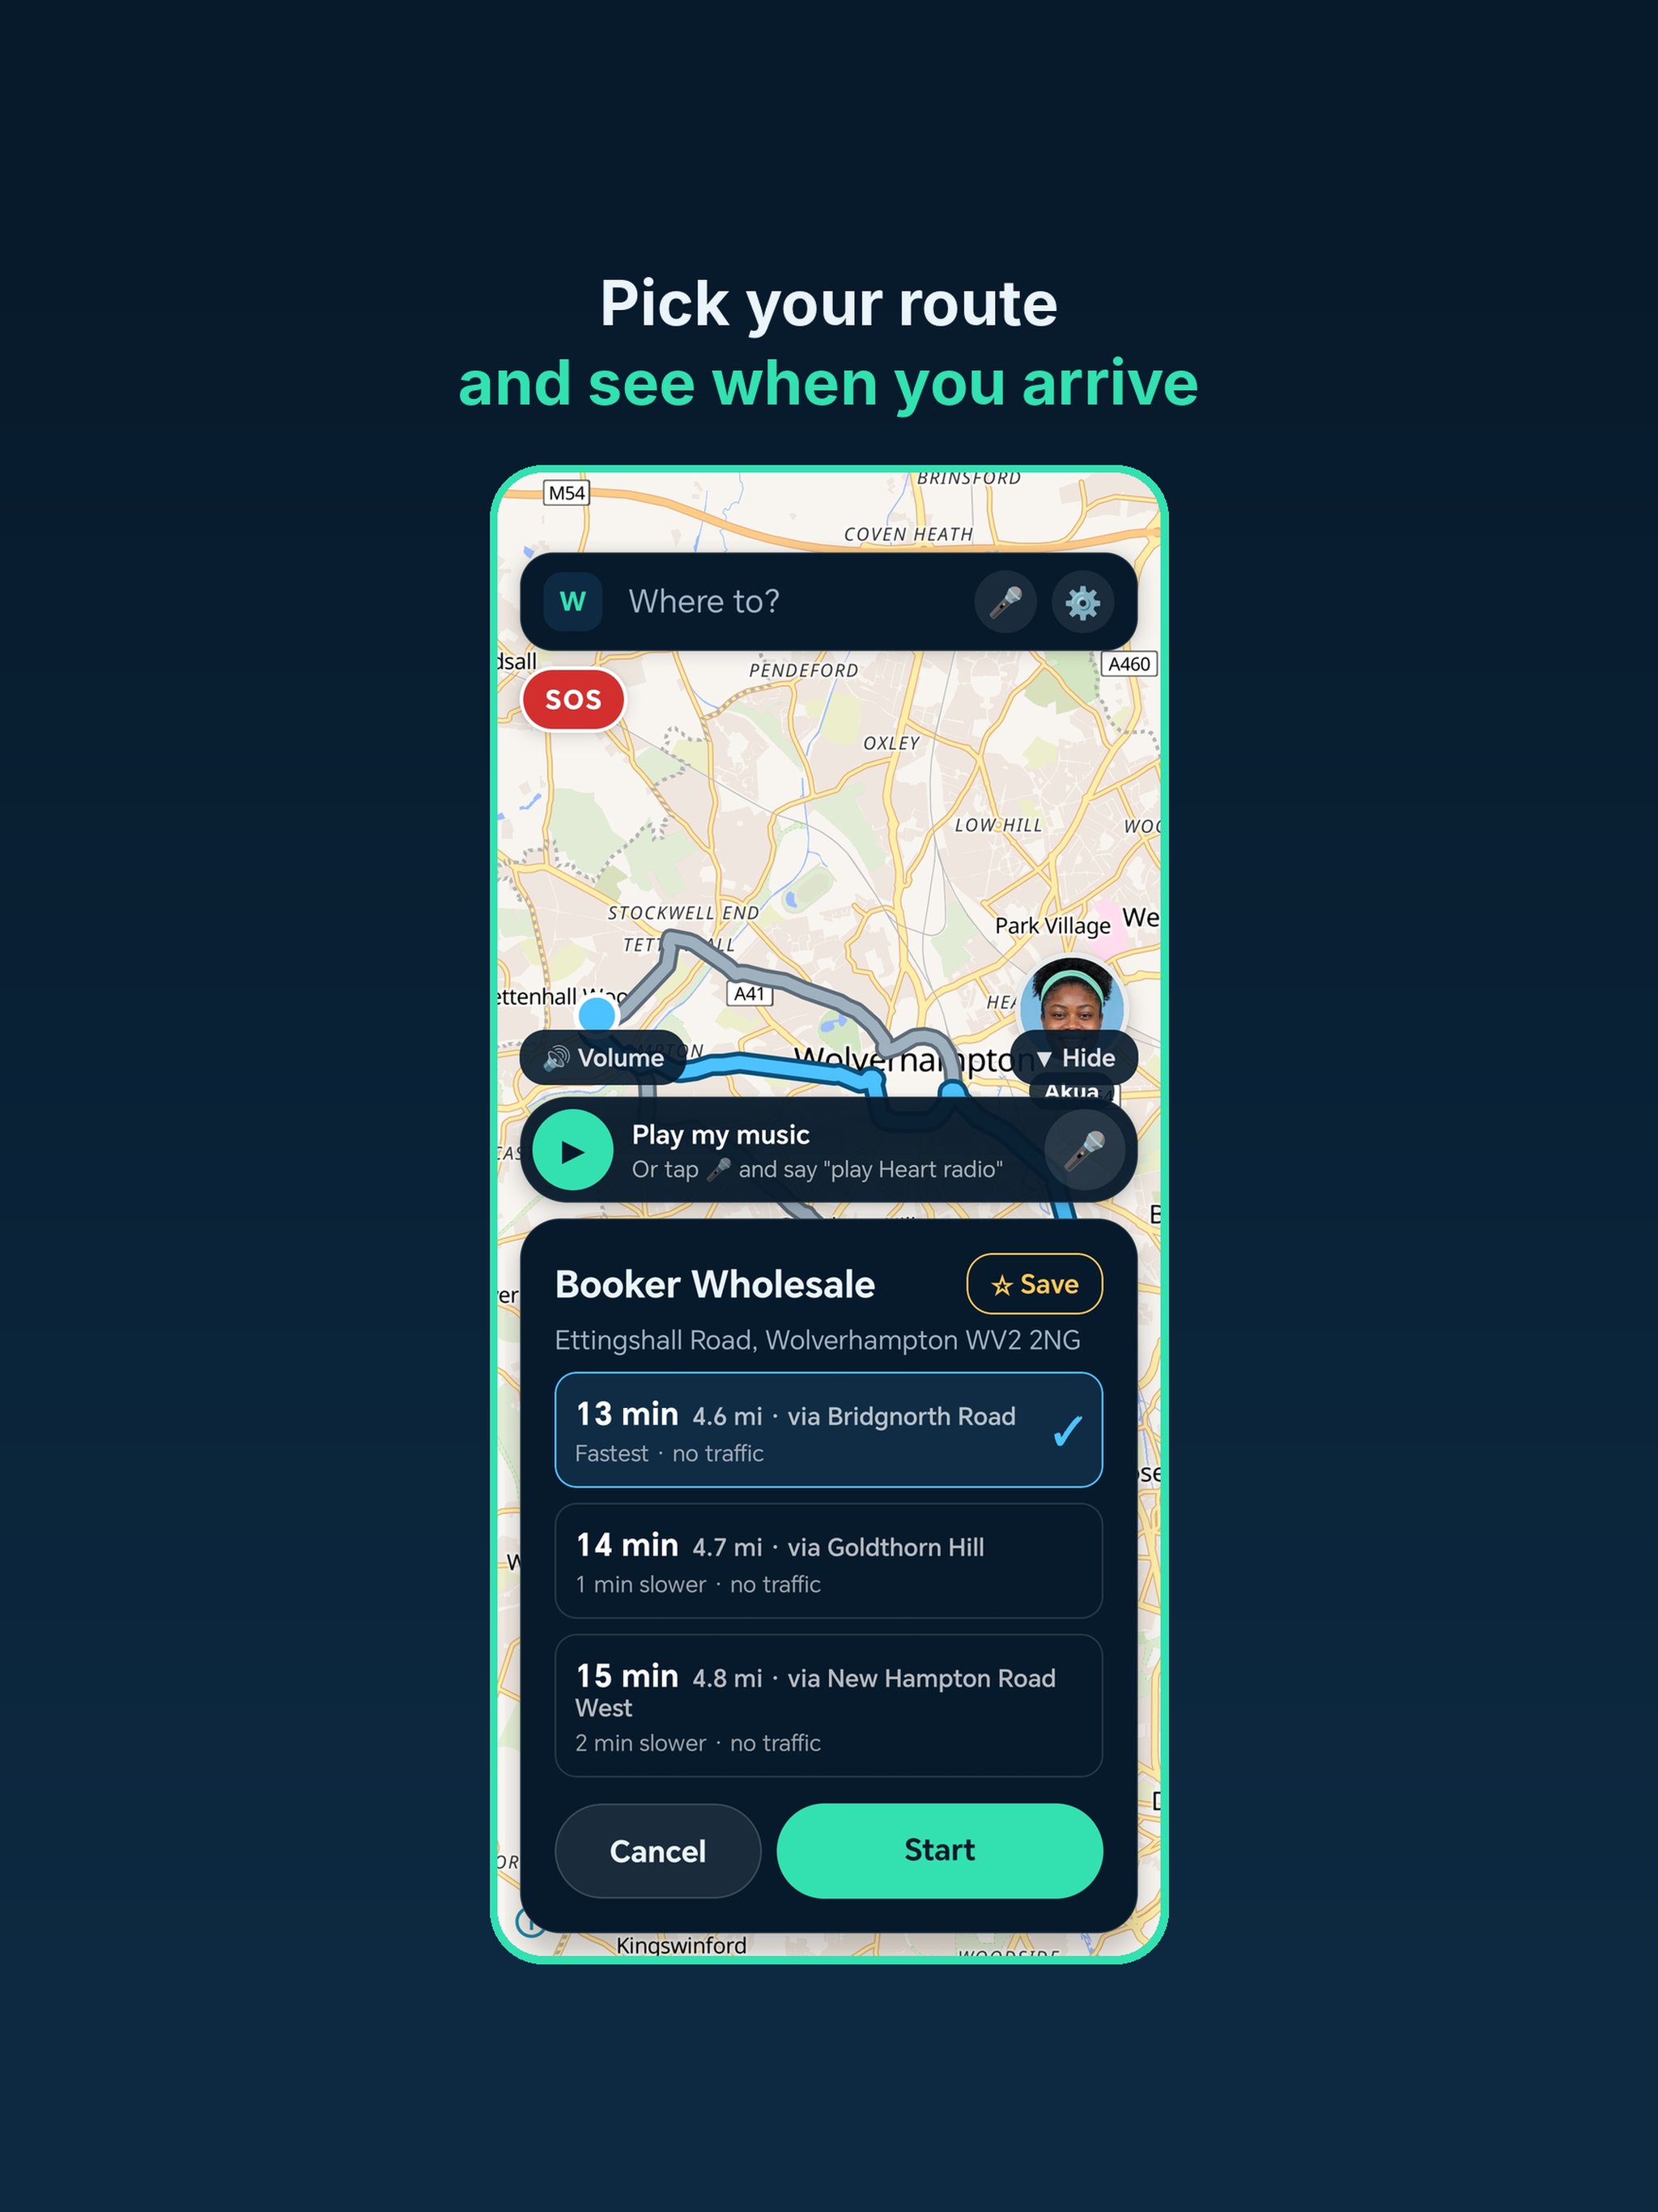 Pick your route
and see when you arrive
BRINSFORD
M54
COVEN HEATH
W
Where to?
A460
PENDEFORD
SOS
OXLEY
LOW HILL
STOCKWELL END
Park Village
A41
Wolverhampton
🔊 Volume
▼ Hide
Akua
Play my music
Or tap 🎤 and say "play Heart radio"
Booker Wholesale
☆ Save
Ettingshall Road, Wolverhampton WV2 2NG
13 min 4.6 mi · via Bridgnorth Road
✓
Fastest · no traffic
14 min 4.7 mi · via Goldthorn Hill
1 min slower · no traffic
15 min 4.8 mi · via New Hampton Road
West
2 min slower · no traffic
Cancel
Start
Kingswinford
WOODSIDE